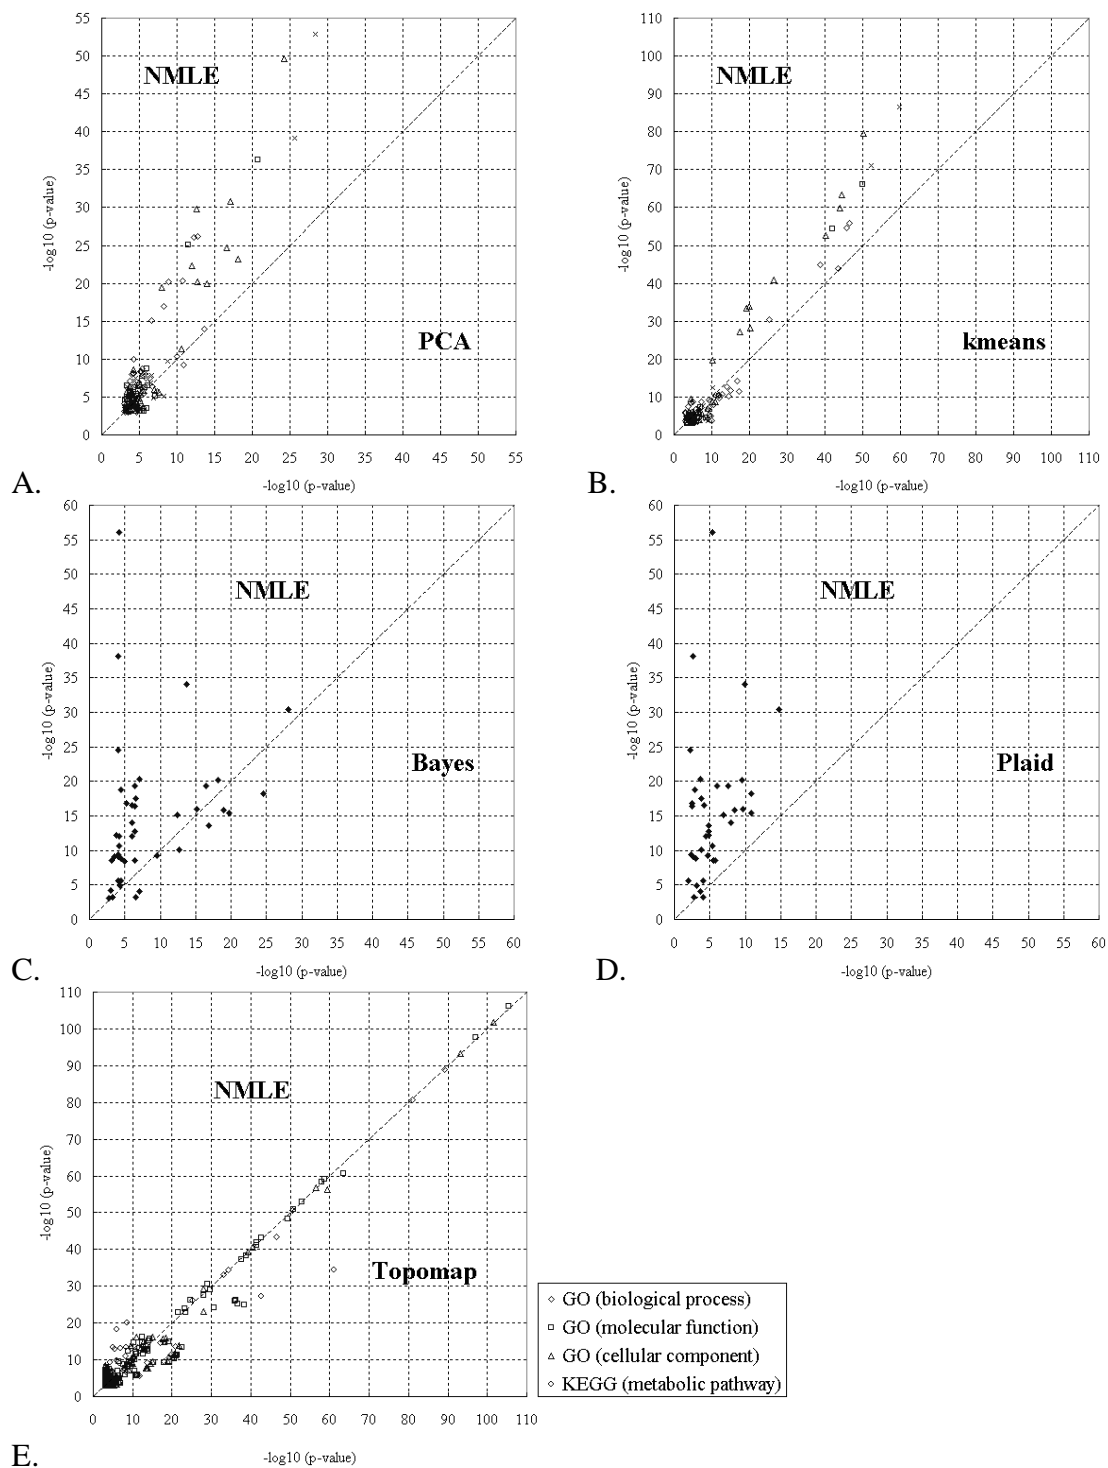 55
50
45
40
35
30
25
20
15
10
5
0
-log10 (p-value)
NMLE
PCA
0 5 10 15 20 25 30 35 40 45 50 55
-log10 (p-value)
A.
110
100
90
80
70
60
50
40
30
20
10
0
-log10 (p-value)
NMLE
kmeans
0 10 20 30 40 50 60 70 80 90 100 110
-log10 (p-value)
B.
60
55
50
45
40
35
30
25
20
15
10
5
0
-log10 (p-value)
NMLE
Bayes
0 5 10 15 20 25 30 35 40 45 50 55 60
-log10 (p-value)
C.
60
55
50
45
40
35
30
25
20
15
10
5
0
-log10 (p-value)
NMLE
Plaid
0 5 10 15 20 25 30 35 40 45 50 55 60
-log10 (p-value)
D.
110
100
90
80
70
60
50
40
30
20
10
0
-log10 (p-value)
NMLE
Topomap
0 10 20 30 40 50 60 70 80 90 100 110
-log10 (p-value)
E.
GO (biological process)
GO (molecular function)
GO (cellular component)
KEGG (metabolic pathway)